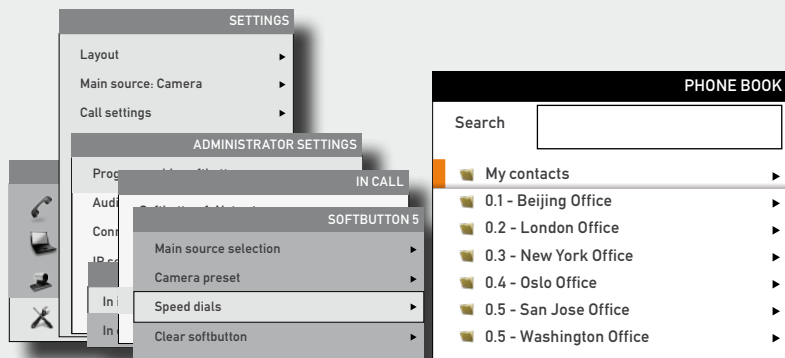 SETTINGS
Layout
Main source: Camera
Call settings
ADMINISTRATOR SETTINGS
IN CALL
SOFTBUTTON 5
Main source selection
Camera preset
Speed dials
Clear softbutton
In
In
PHONE BOOK
Search
My contacts
0.1 - Beijing Office
0.2 - London Office
0.3 - New York Office
0.4 - Oslo Office
0.5 - San Jose Office
0.5 - Washington Office